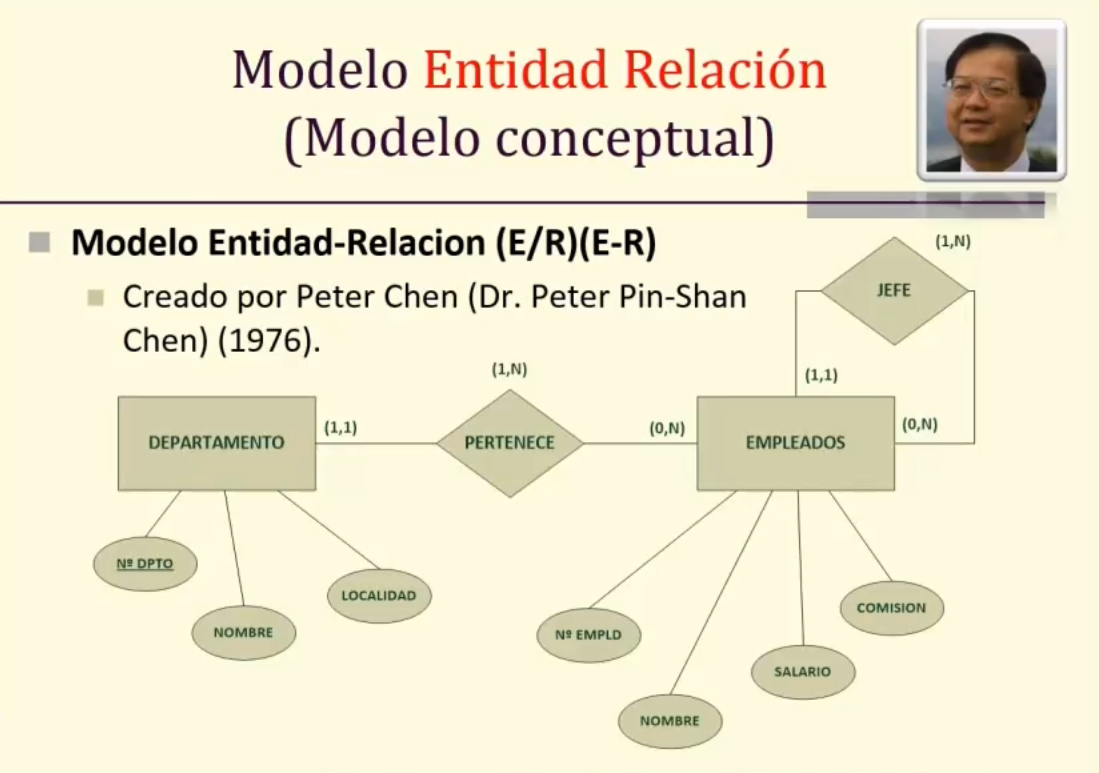 Modelo Entidad Relación
(Modelo conceptual)
Modelo Entidad-Relacion (E/R)(E-R)
Creado por Peter Chen (Dr. Peter Pin-Shan
Chen) (1976).
(1,N)
JEFE
(1,N)
(1,1)
DEPARTAMENTO
(1,1)
PERTENECE
(0,N)
EMPLEADOS
(0,N)
Nº DPTO
NOMBRE
LOCALIDAD
Nº EMPLD
NOMBRE
SALARIO
COMISION